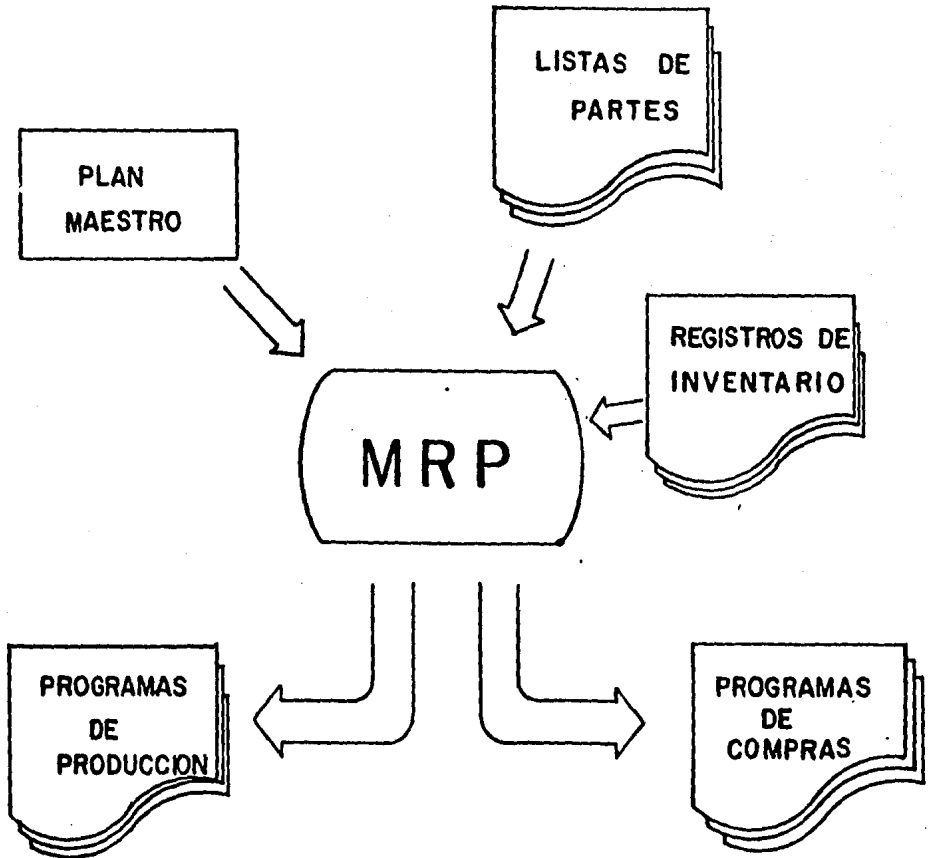 LISTAS DE
PARTES
PLAN
MAESTRO
REGISTROS DE
INVENTARIO
MRP
PROGRAMAS
DE
PRODUCCION
PROGRAMAS
DE
COMPRAS